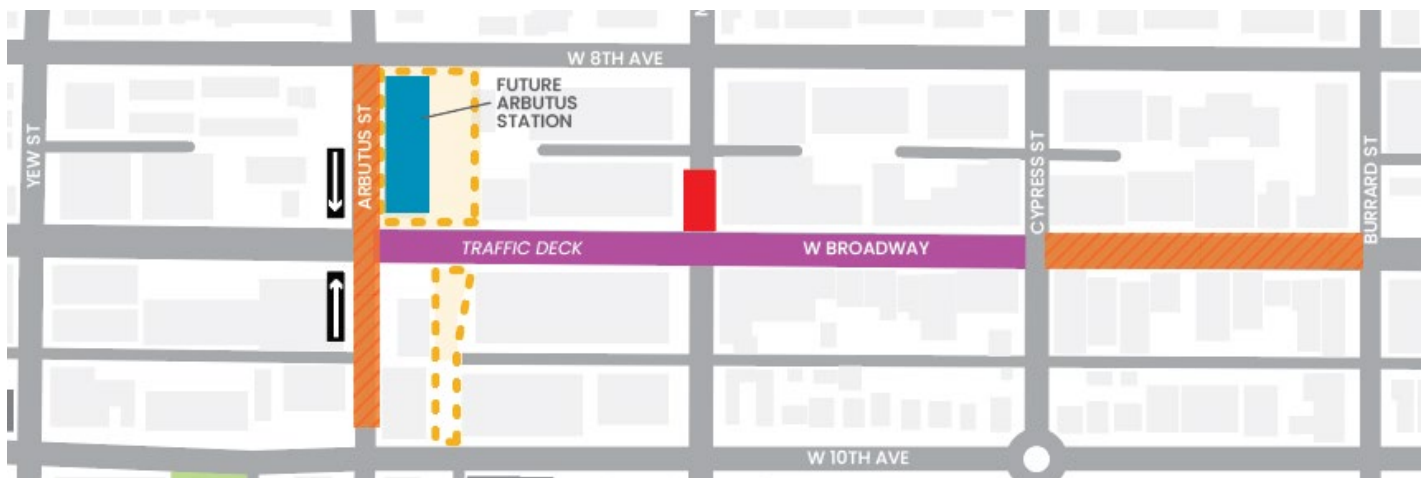 W 8TH AVE
FUTURE
ARBUTUS
STATION
YEW ST
ARBUTUS ST
CYPRESS ST
BURRARD ST
TRAFFIC DECK
W BROADWAY
W 10TH AVE